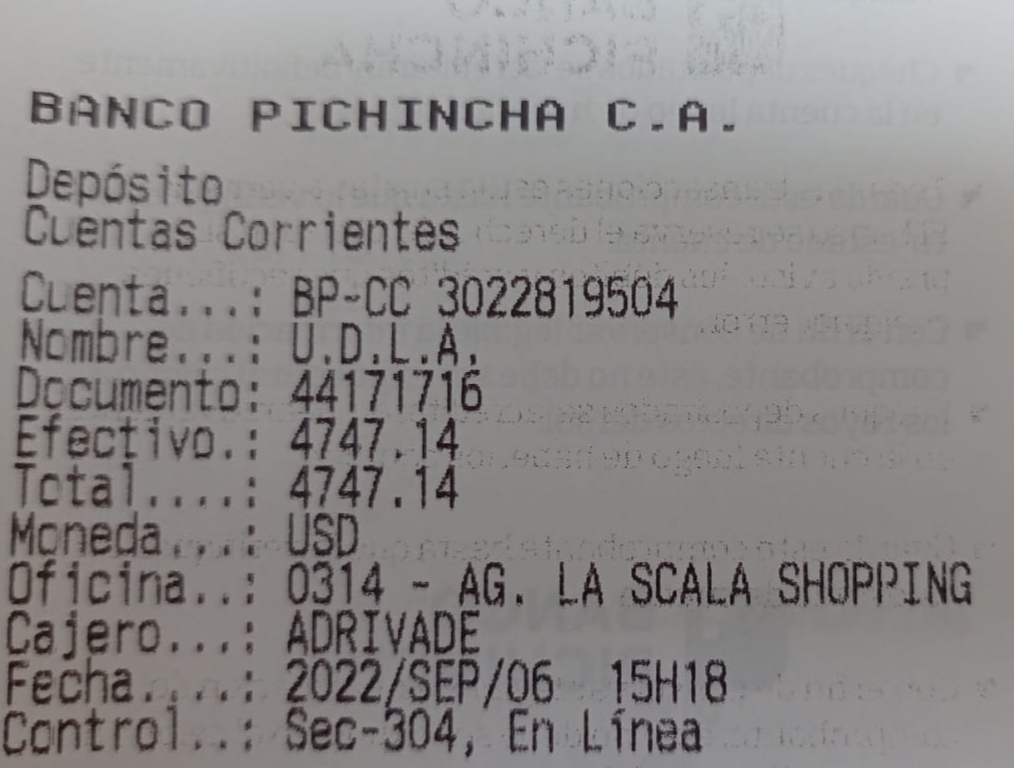 BANCO PICHINCHA C.A.
Depósito
Cuentas Corrientes
Cuenta...: BP-CC 3022819504
Nombre...: U.D.L.A.
Documento: 44171716
Efectivo.: 4747.14
Total....: 4747.14
Moneda...: USD
Oficina..: 0314 - AG. LA SCALA SHOPPING
Cajero...: ADRIVADE
Fecha....: 2022/SEP/06 15H18
Control..: Sec-304, En Línea